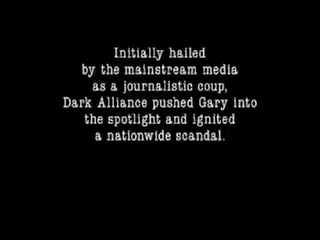 Initially hailed
by the mainstream media
as a journalistic coup,
Dark Alliance pushed Gary into
the spotlight and ignited
a nationwide scandal.